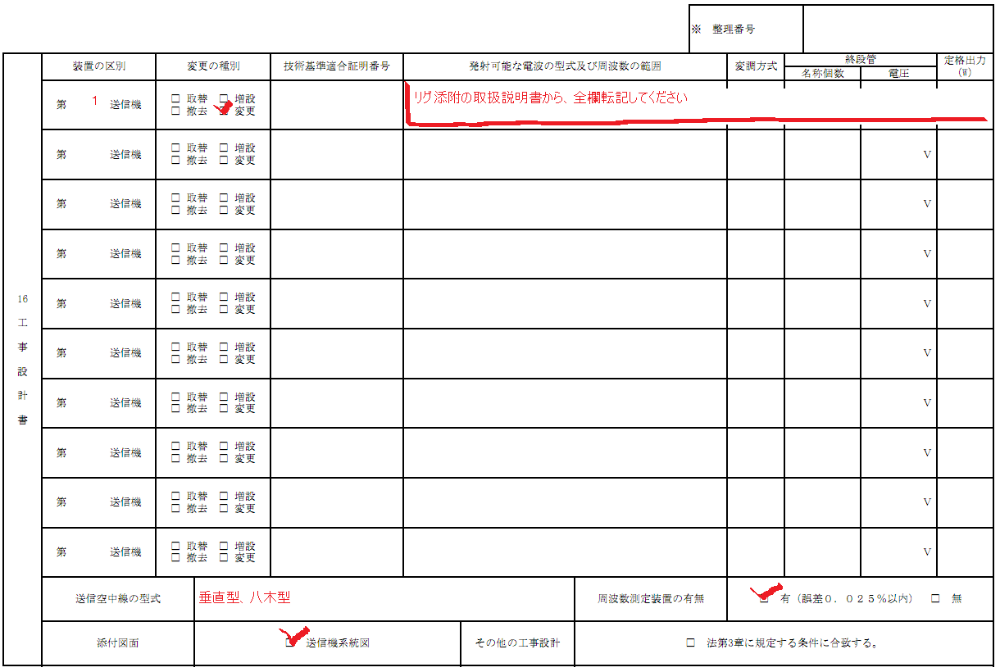 ※ 整理番号
装置の区別 変更の種別 技術基準適合証明番号 発射可能な電波の型式及び周波数の範囲 変調方式 終段管 定格出力
名称個数 電圧 (W)
第 1 送信機 □ 取替 □ 増設 リグ添附の取扱説明書から、全欄転記してください
□ 撤去 □ 変更
第 送信機 □ 取替 □ 増設 V
□ 撤去 □ 変更
第 送信機 □ 取替 □ 増設 V
□ 撤去 □ 変更
第 送信機 □ 取替 □ 増設 V
□ 撤去 □ 変更
16工事設計書
第 送信機 □ 取替 □ 増設 V
□ 撤去 □ 変更
第 送信機 □ 取替 □ 増設 V
□ 撤去 □ 変更
第 送信機 □ 取替 □ 増設 V
□ 撤去 □ 変更
第 送信機 □ 取替 □ 増設 V
□ 撤去 □ 変更
第 送信機 □ 取替 □ 増設 V
□ 撤去 □ 変更
第 送信機 □ 取替 □ 増設 V
□ 撤去 □ 変更
送信空中線の型式 垂直型、八木型 周波数測定装置の有無 □ 有(誤差0.025%以内) □ 無
添付図面 □ 送信機系統図 その他の工事設計 □ 法第3章に規定する条件に合致する。